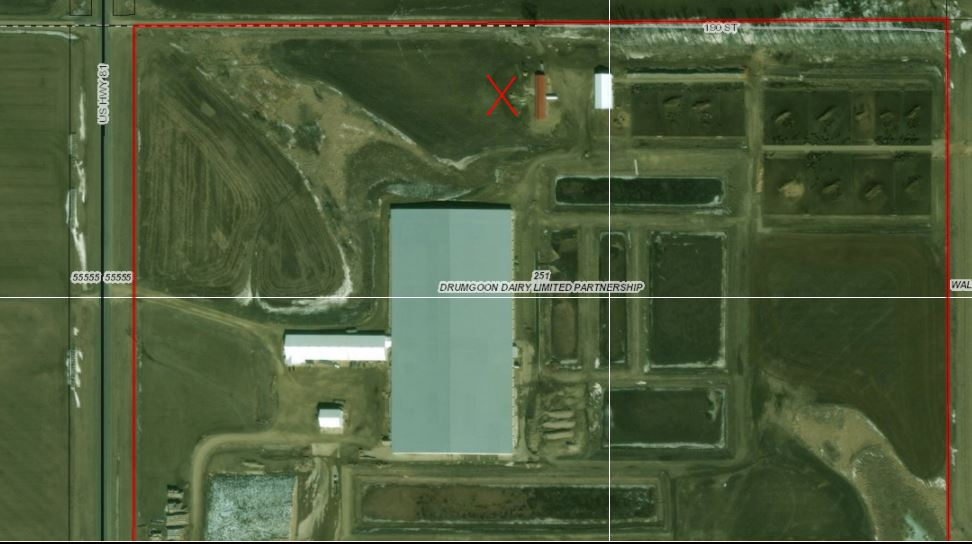 190 ST
US HWY 81
55555 55555
251
DRUMGOON DAIRY LIMITED PARTNERSHIP
WAL